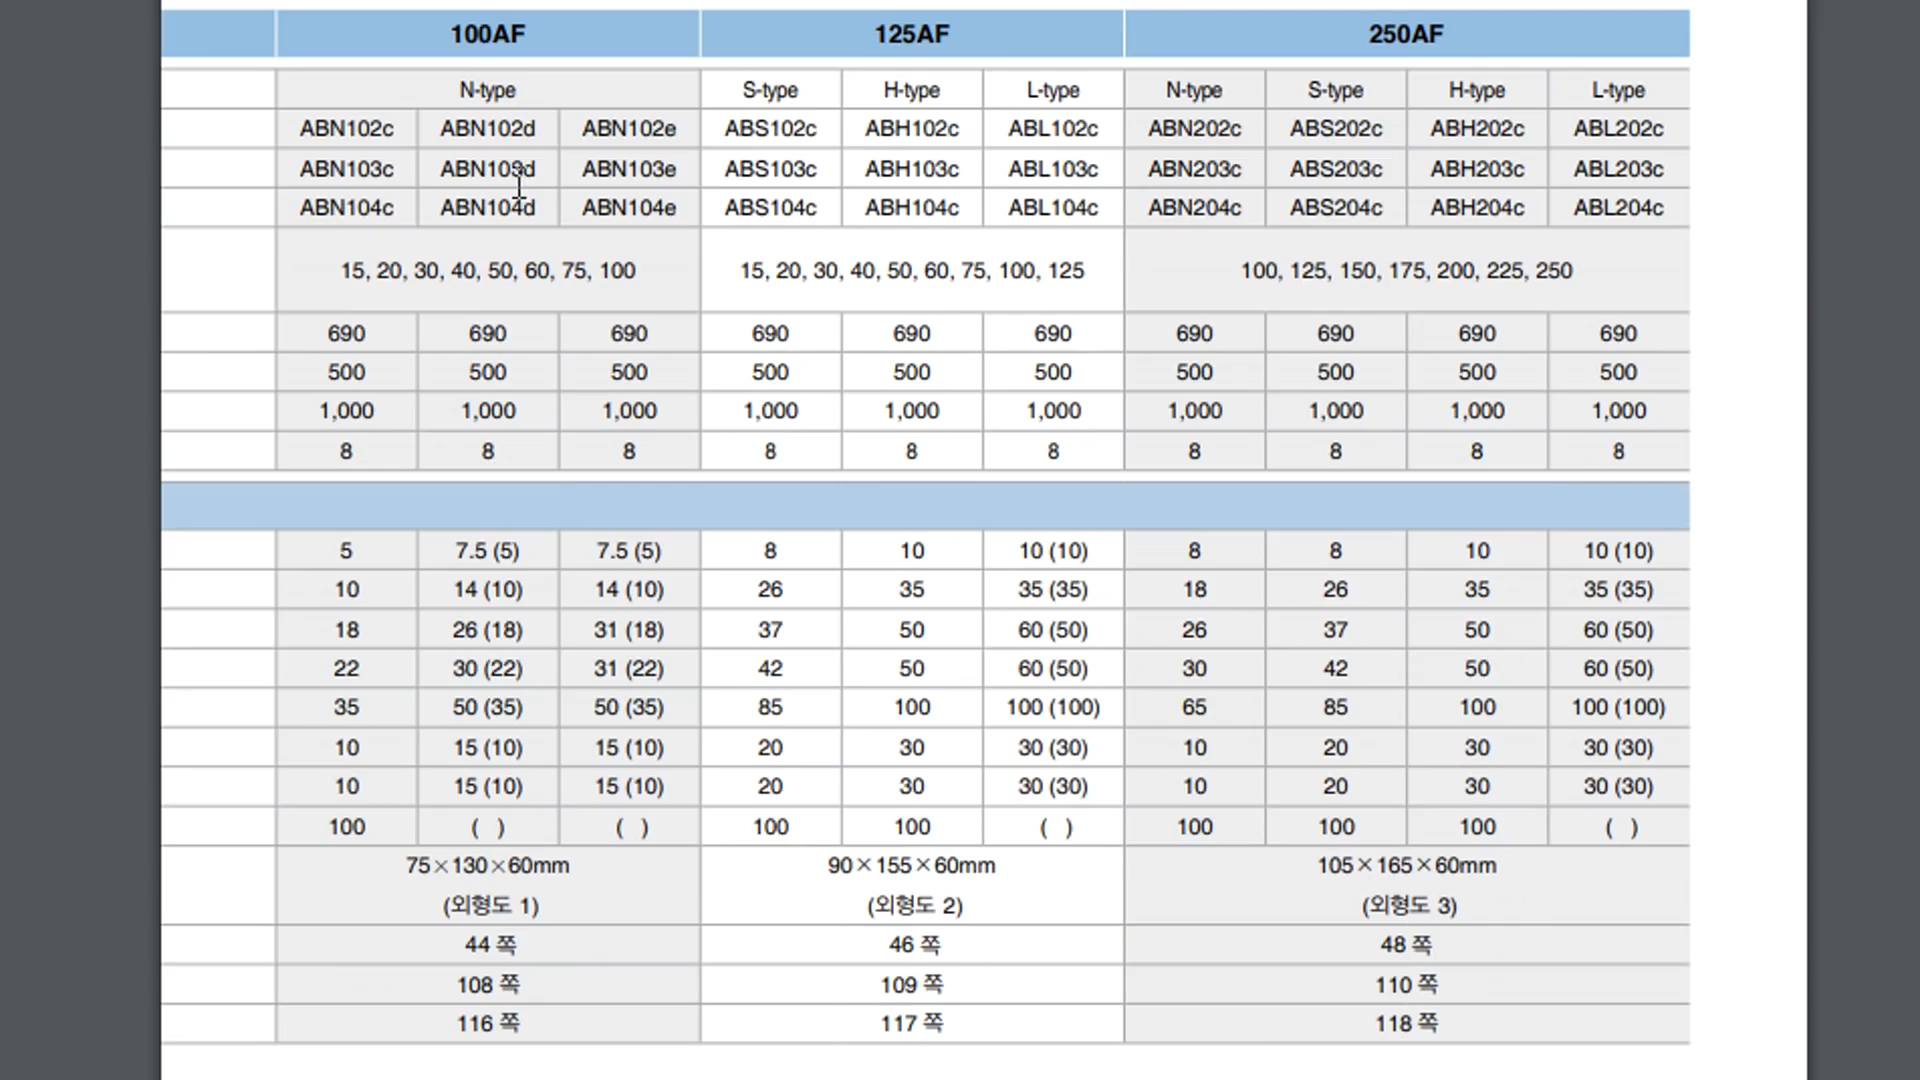 100AF 125AF 250AF
N-type S-type H-type L-type N-type S-type H-type L-type
ABN102c ABN102d ABN102e ABS102c ABH102c ABL102c ABN202c ABS202c ABH202c ABL202c
ABN103c ABN103d ABN103e ABS103c ABH103c ABL103c ABN203c ABS203c ABH203c ABL203c
ABN104c ABN104d ABN104e ABS104c ABH104c ABL104c ABN204c ABS204c ABH204c ABL204c
15, 20, 30, 40, 50, 60, 75, 100 15, 20, 30, 40, 50, 60, 75, 100, 125 100, 125, 150, 175, 200, 225, 250
690 690 690 690 690 690 690 690 690 690
500 500 500 500 500 500 500 500 500 500
1,000 1,000 1,000 1,000 1,000 1,000 1,000 1,000 1,000 1,000
8 8 8 8 8 8 8 8 8 8
5 7.5 (5) 7.5 (5) 8 10 10 (10) 8 8 10 10 (10)
10 14 (10) 14 (10) 26 35 35 (35) 18 26 35 35 (35)
18 26 (18) 31 (18) 37 50 60 (50) 26 37 50 60 (50)
22 30 (22) 31 (22) 42 50 60 (50) 30 42 50 60 (50)
35 50 (35) 50 (35) 85 100 100 (100) 65 85 100 100 (100)
10 15 (10) 15 (10) 20 30 30 (30) 10 20 30 30 (30)
10 15 (10) 15 (10) 20 30 30 (30) 10 20 30 30 (30)
100 ( ) ( ) 100 100 ( ) 100 100 100 ( )
75×130×60mm 90×155×60mm 105×165×60mm
(외형도 1) (외형도 2) (외형도 3)
44 쪽 46 쪽 48 쪽
108 쪽 109 쪽 110 쪽
116 쪽 117 쪽 118 쪽